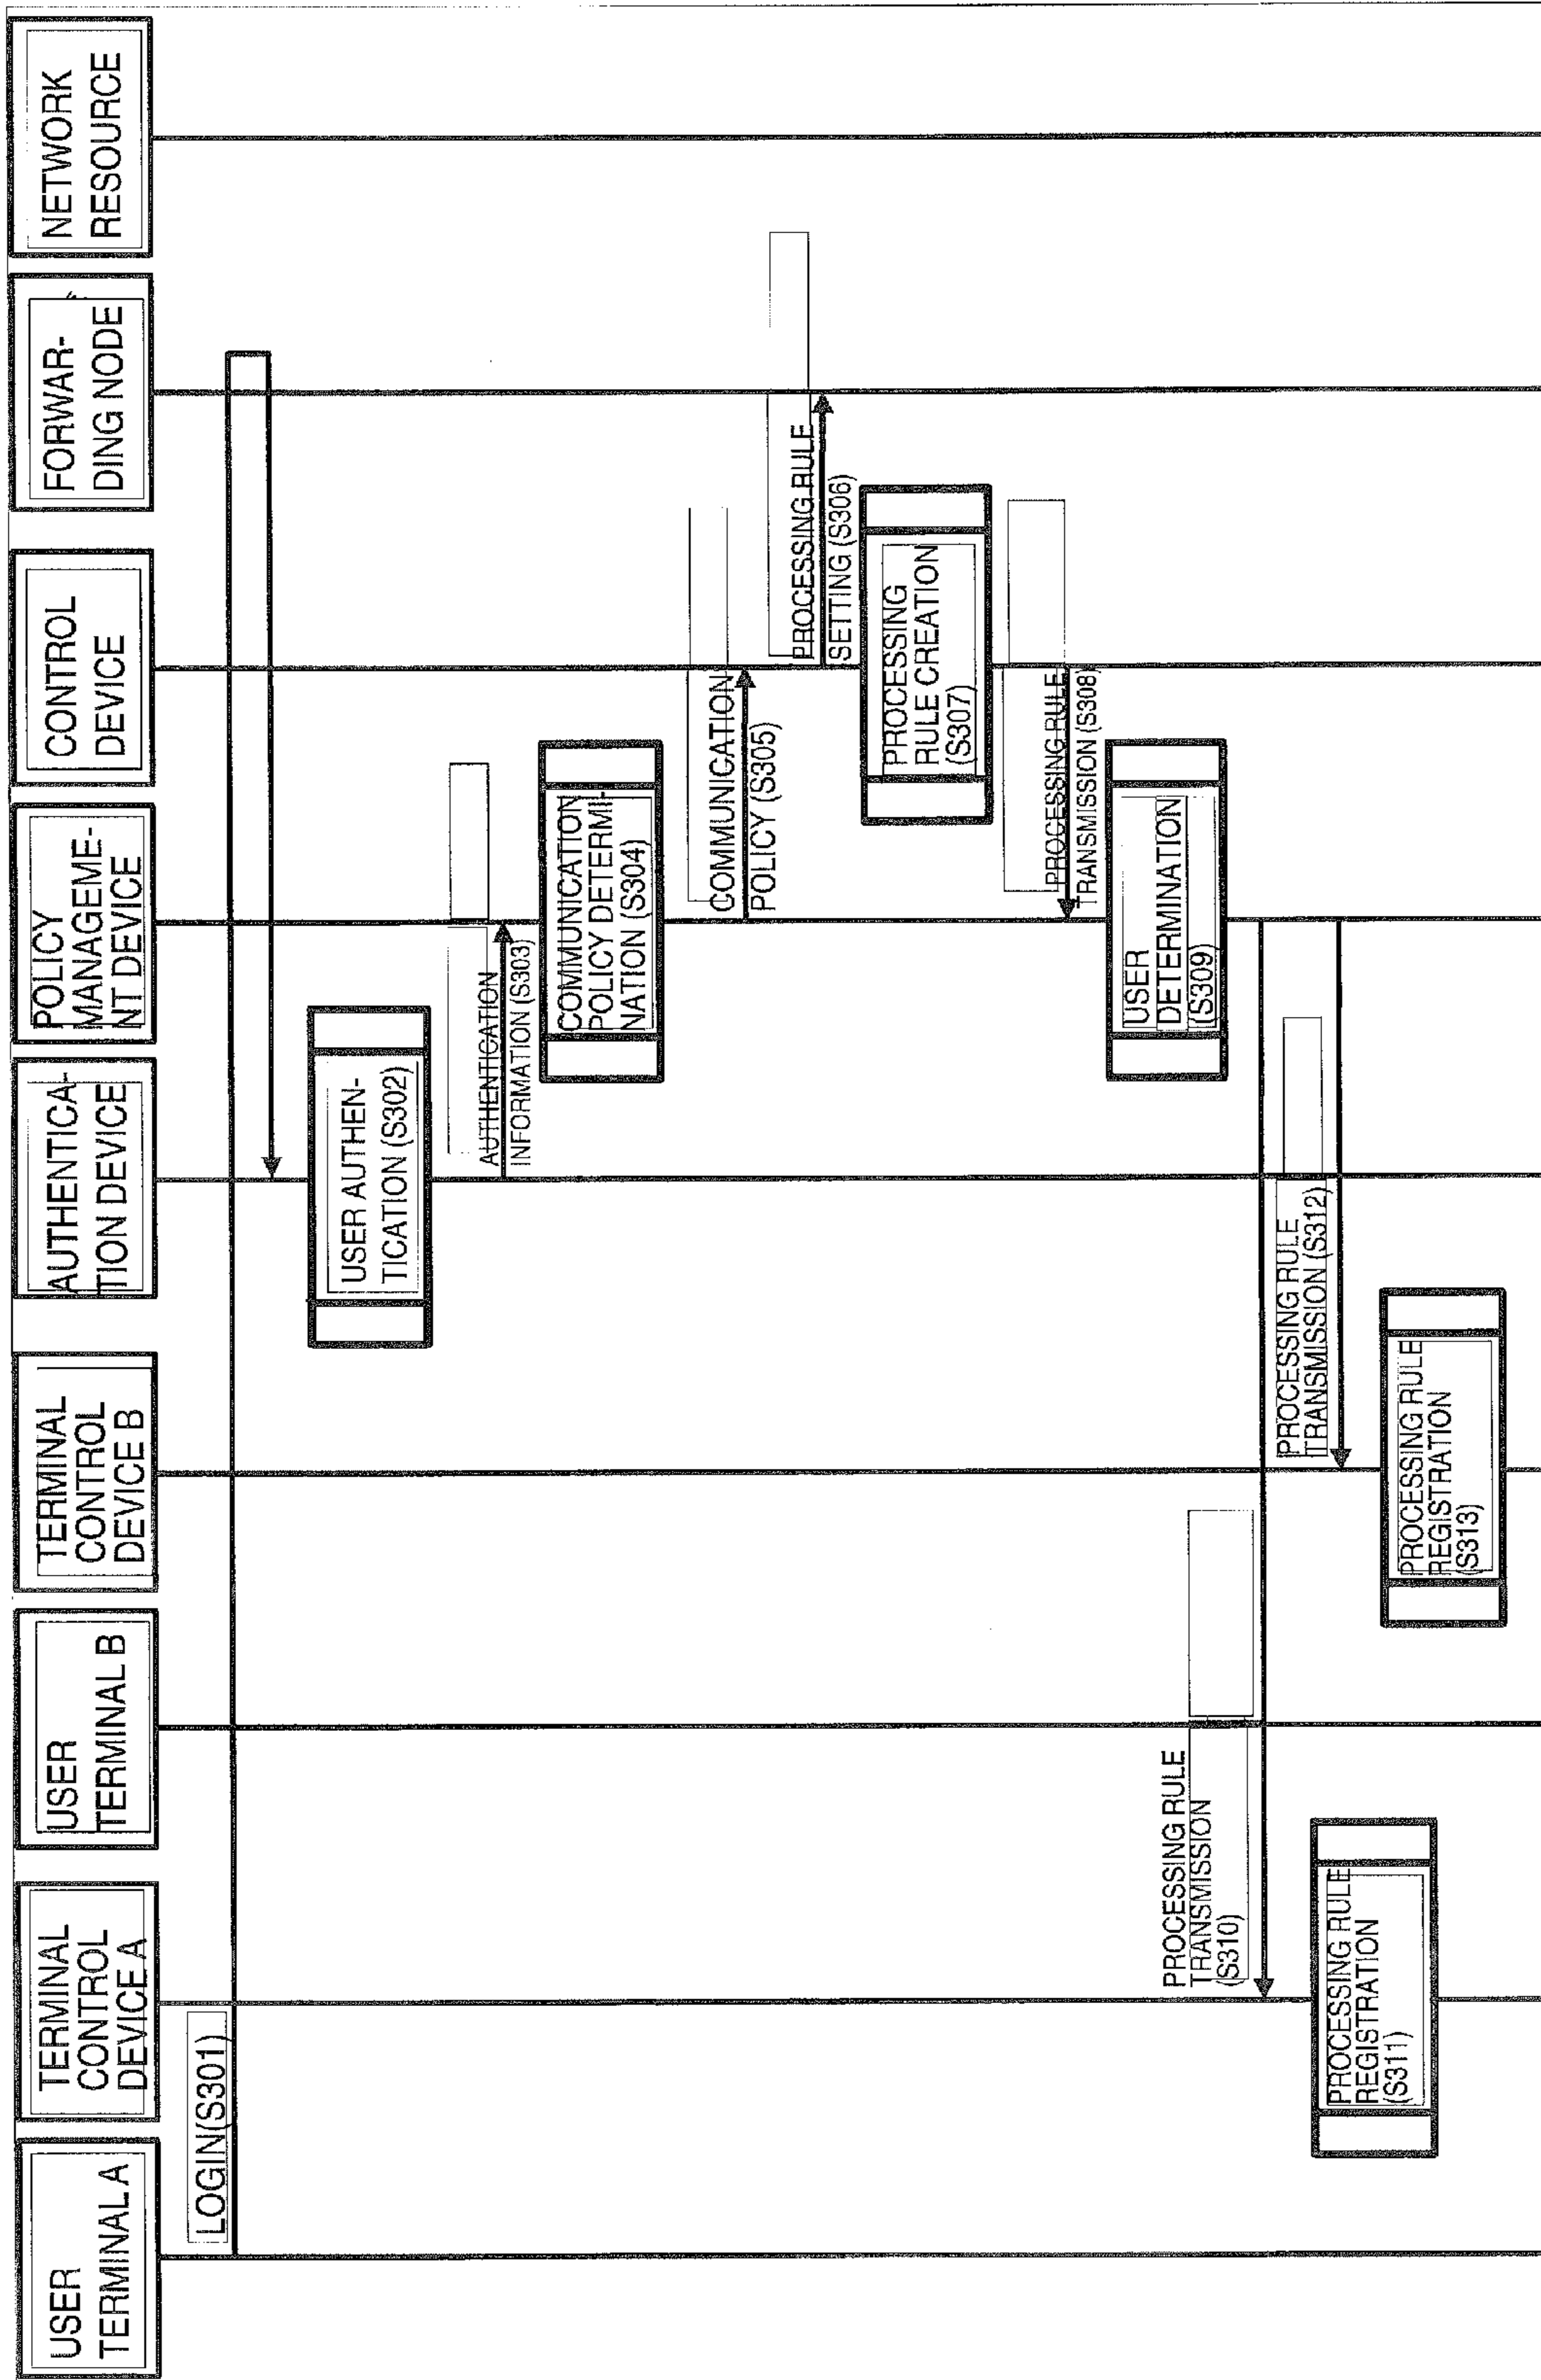 USER
TERMINAL A
TERMINAL
CONTROL
DEVICE A
USER
TERMINAL B
TERMINAL
CONTROL
DEVICE B
AUTHENTICA-
TION DEVICE
POLICY
MANAGEME-
NT DEVICE
CONTROL
DEVICE
FORWAR-
DING NODE
NETWORK
RESOURCE
LOGIN(S301)
USER AUTHEN-
TICATION (S302)
AUTHENTICATION
INFORMATION (S303)
COMMUNICATION
POLICY DETERMI-
NATION (S304)
COMMUNICATION
POLICY (S305)
PROCESSING RULE
SETTING (S306)
PROCESSING
RULE CREATION
(S307)
PROCESSING RULE
TRANSMISSION (S308)
USER
DETERMINATION
(S309)
PROCESSING RULE
TRANSMISSION
(S310)
PROCESSING RULE
REGISTRATION
(S311)
PROCESSING RULE
TRANSMISSION (S312)
PROCESSING RULE
REGISTRATION
(S313)